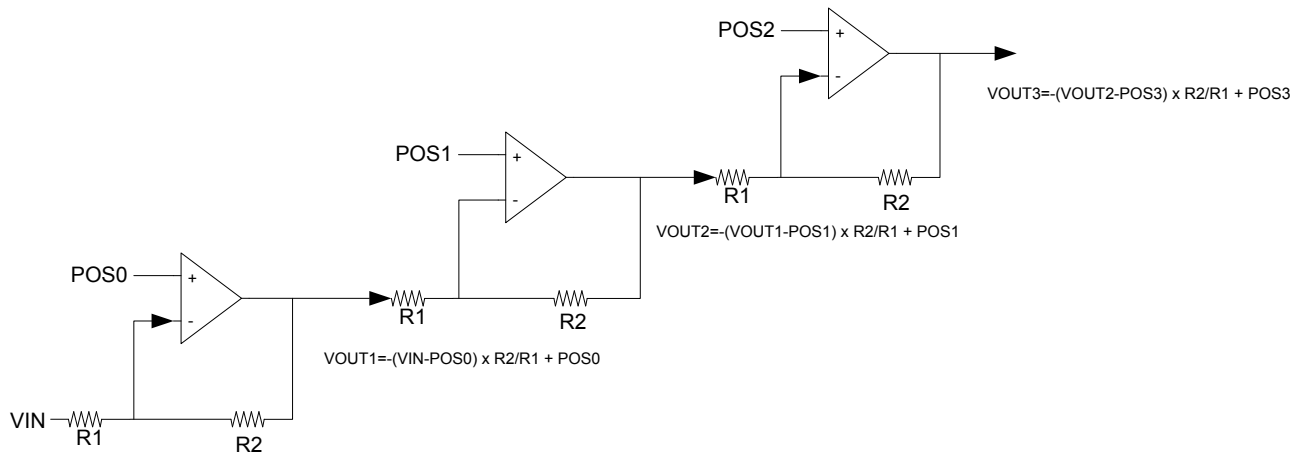 POS2
+
-
VOUT3=-(VOUT2-POS3) x R2/R1 + POS3
R1
R2
POS1
+
-
VOUT2=-(VOUT1-POS1) x R2/R1 + POS1
R1
R2
POS0
+
-
VOUT1=-(VIN-POS0) x R2/R1 + POS0
VIN
R1
R2